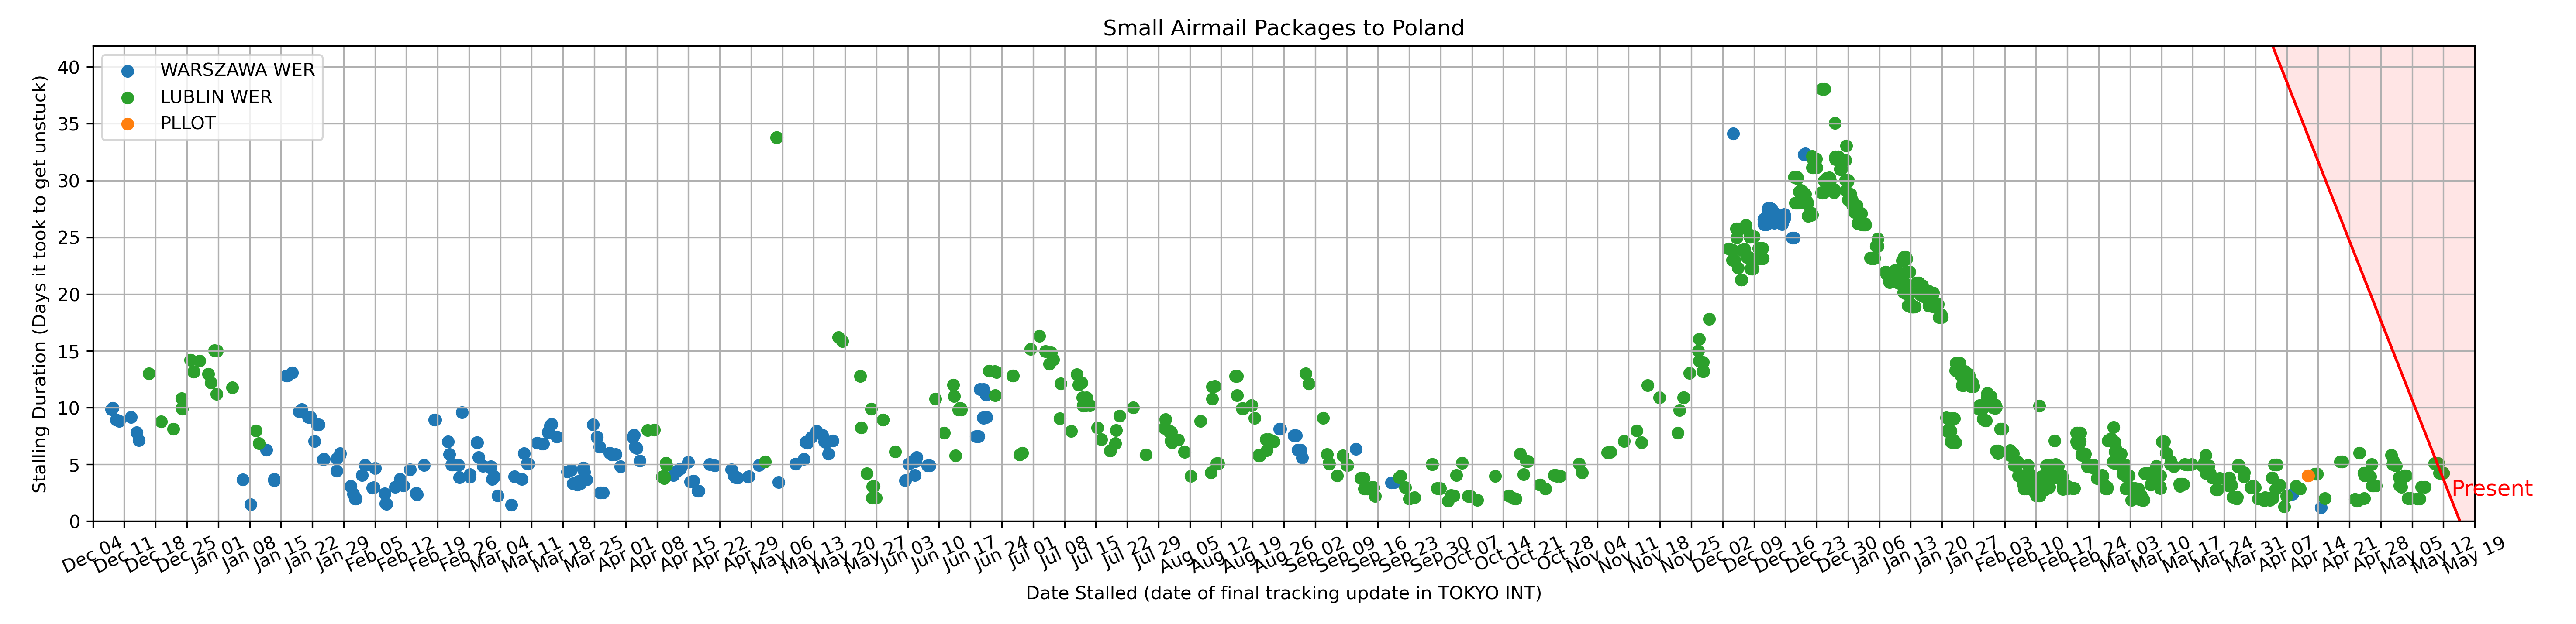 Small Airmail Packages to Poland
WARSZAWA WER
LUBLIN WER
PLLOT
Stalling Duration (Days it took to get unstuck)
40
35
30
25
20
15
10
5
0
Present
Dec 04
Dec 11
Dec 18
Dec 25
Jan 01
Jan 08
Jan 15
Jan 22
Jan 29
Feb 05
Feb 12
Feb 19
Feb 26
Mar 04
Mar 11
Mar 18
Mar 25
Apr 01
Apr 08
Apr 15
Apr 22
Apr 29
May 06
May 13
May 20
May 27
Jun 03
Jun 10
Jun 17
Jun 24
Jul 01
Jul 08
Jul 15
Jul 22
Jul 29
Aug 05
Aug 12
Aug 19
Aug 26
Sep 02
Sep 09
Sep 16
Sep 23
Sep 30
Oct 07
Oct 14
Oct 21
Oct 28
Nov 04
Nov 11
Nov 18
Nov 25
Dec 02
Dec 09
Dec 16
Dec 23
Dec 30
Jan 06
Jan 13
Jan 20
Jan 27
Feb 03
Feb 10
Feb 17
Feb 24
Mar 03
Mar 10
Mar 17
Mar 24
Mar 31
Apr 07
Apr 14
Apr 21
Apr 28
May 05
May 12
May 19
Date Stalled (date of final tracking update in TOKYO INT)